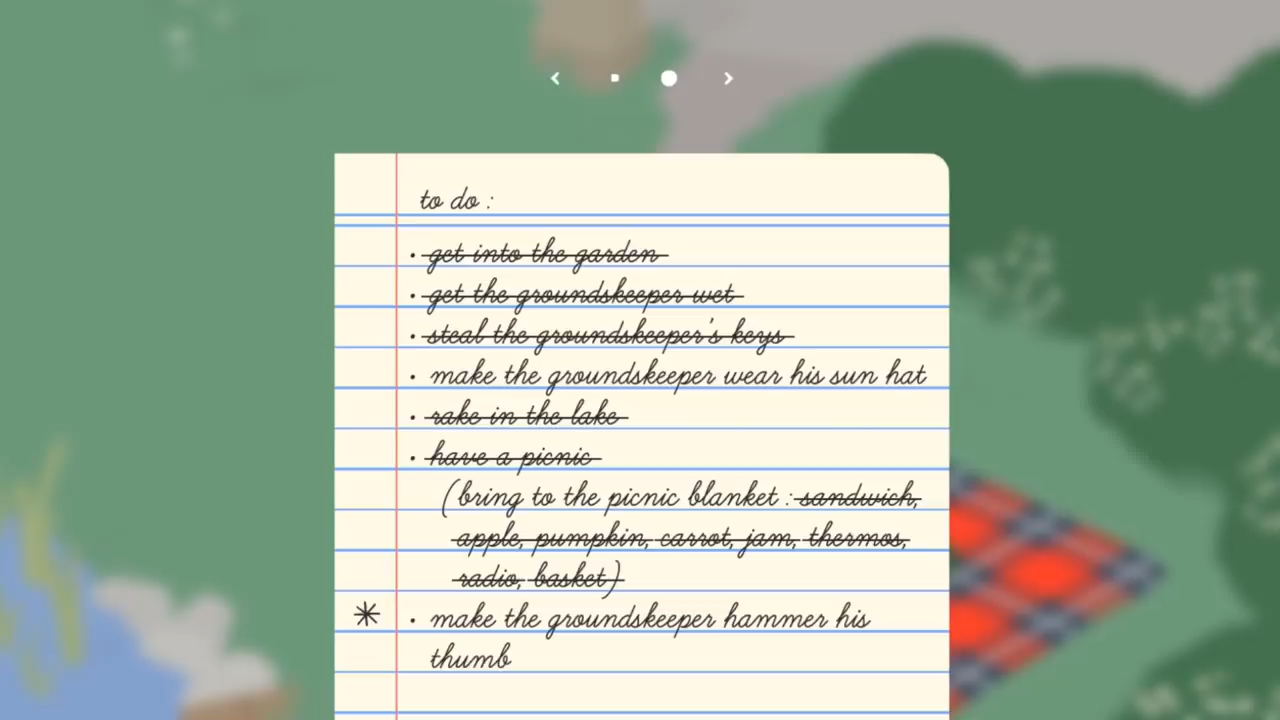 to do :
• get into the garden
• get the groundskeeper wet
• steal the groundskeeper's keys
• make the groundskeeper wear his sun hat
• rake in the lake
• have a picnic
(bring to the picnic blanket : sandwich,
apple, pumpkin, carrot, jam, thermos,
radio, basket)
* • make the groundskeeper hammer his
thumb